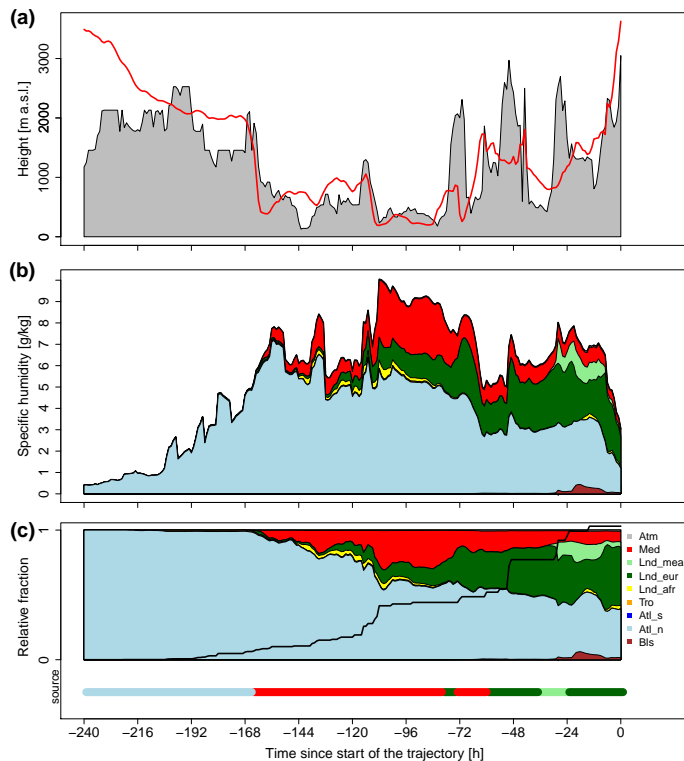 (a)
Height [m a.s.l.]
3000
2000
1000
0
(b)
Specific humidity [g/kg]
9
8
7
6
5
4
3
2
1
0
(c)
Relative fraction
1
0
Atm
Med
Lnd_mea
Lnd_eur
Lnd_afr
Tro
Atl_s
Atl_n
Bls
source
−240 −216 −192 −168 −144 −120 −96 −72 −48 −24 0
Time since start of the trajectory [h]